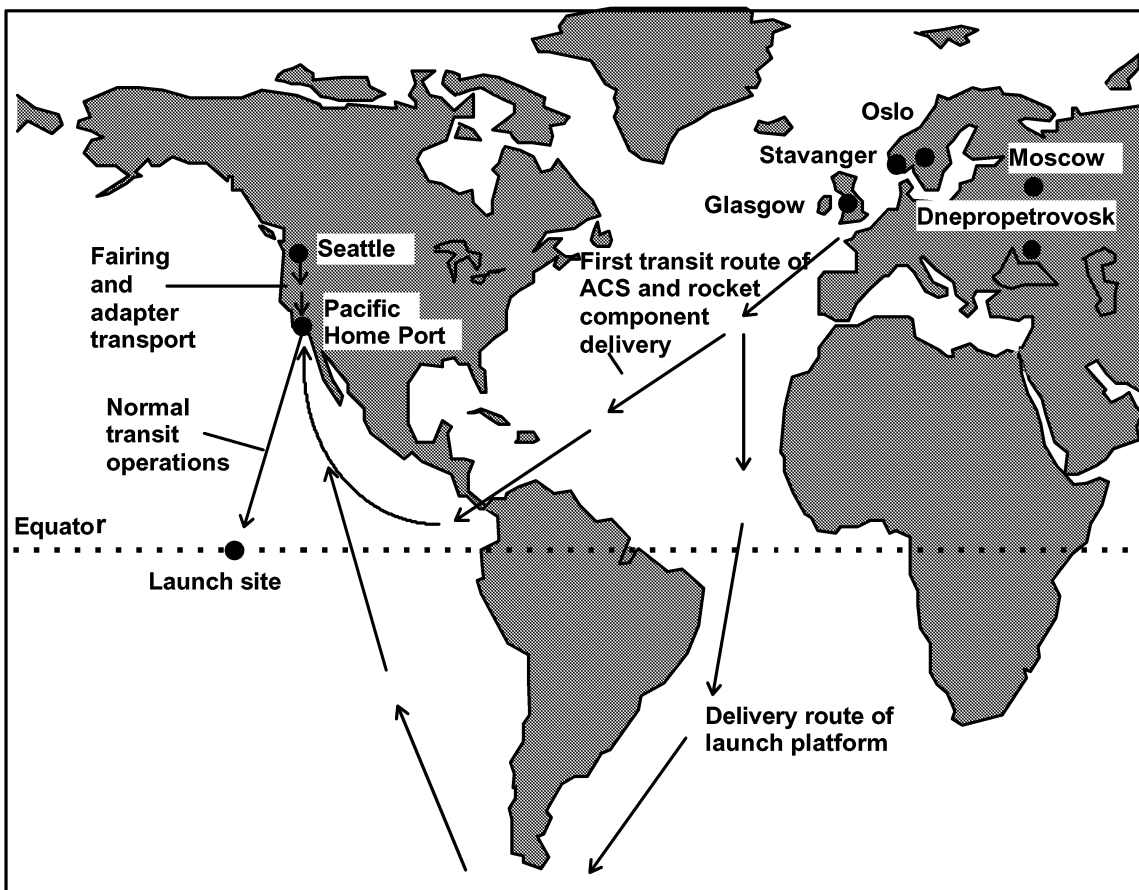 Oslo
Stavanger
Moscow
Glasgow
Dnepropetrovosk
Seattle
Fairing
and
adapter
transport
First transit route of
ACS and rocket
component
delivery
Pacific
Home Port
Normal
transit
operations
Equator
Launch site
Delivery route of
launch platform